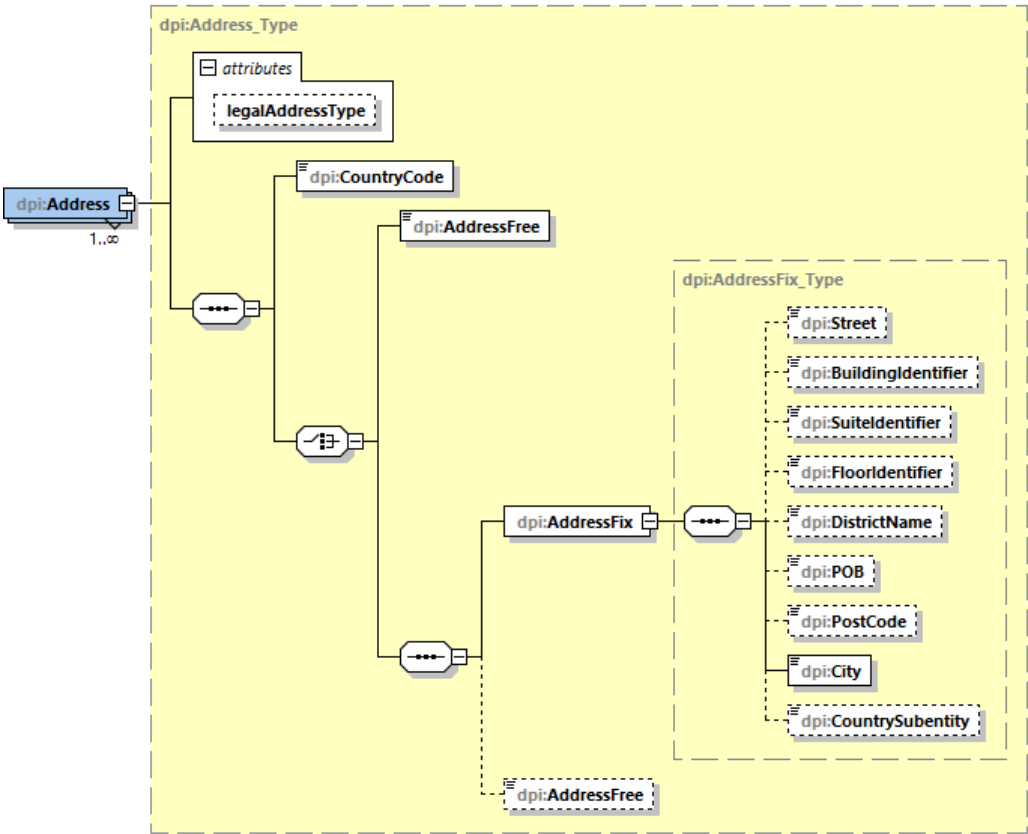 dpi:Address_Type
attributes
legalAddressType
dpi:CountryCode
dpi:Address
1..∞
dpi:AddressFree
dpi:AddressFix_Type
dpi:Street
dpi:BuildingIdentifier
dpi:SuiteIdentifier
dpi:FloorIdentifier
dpi:AddressFix
dpi:DistrictName
dpi:POB
dpi:PostCode
dpi:City
dpi:CountrySubentity
dpi:AddressFree